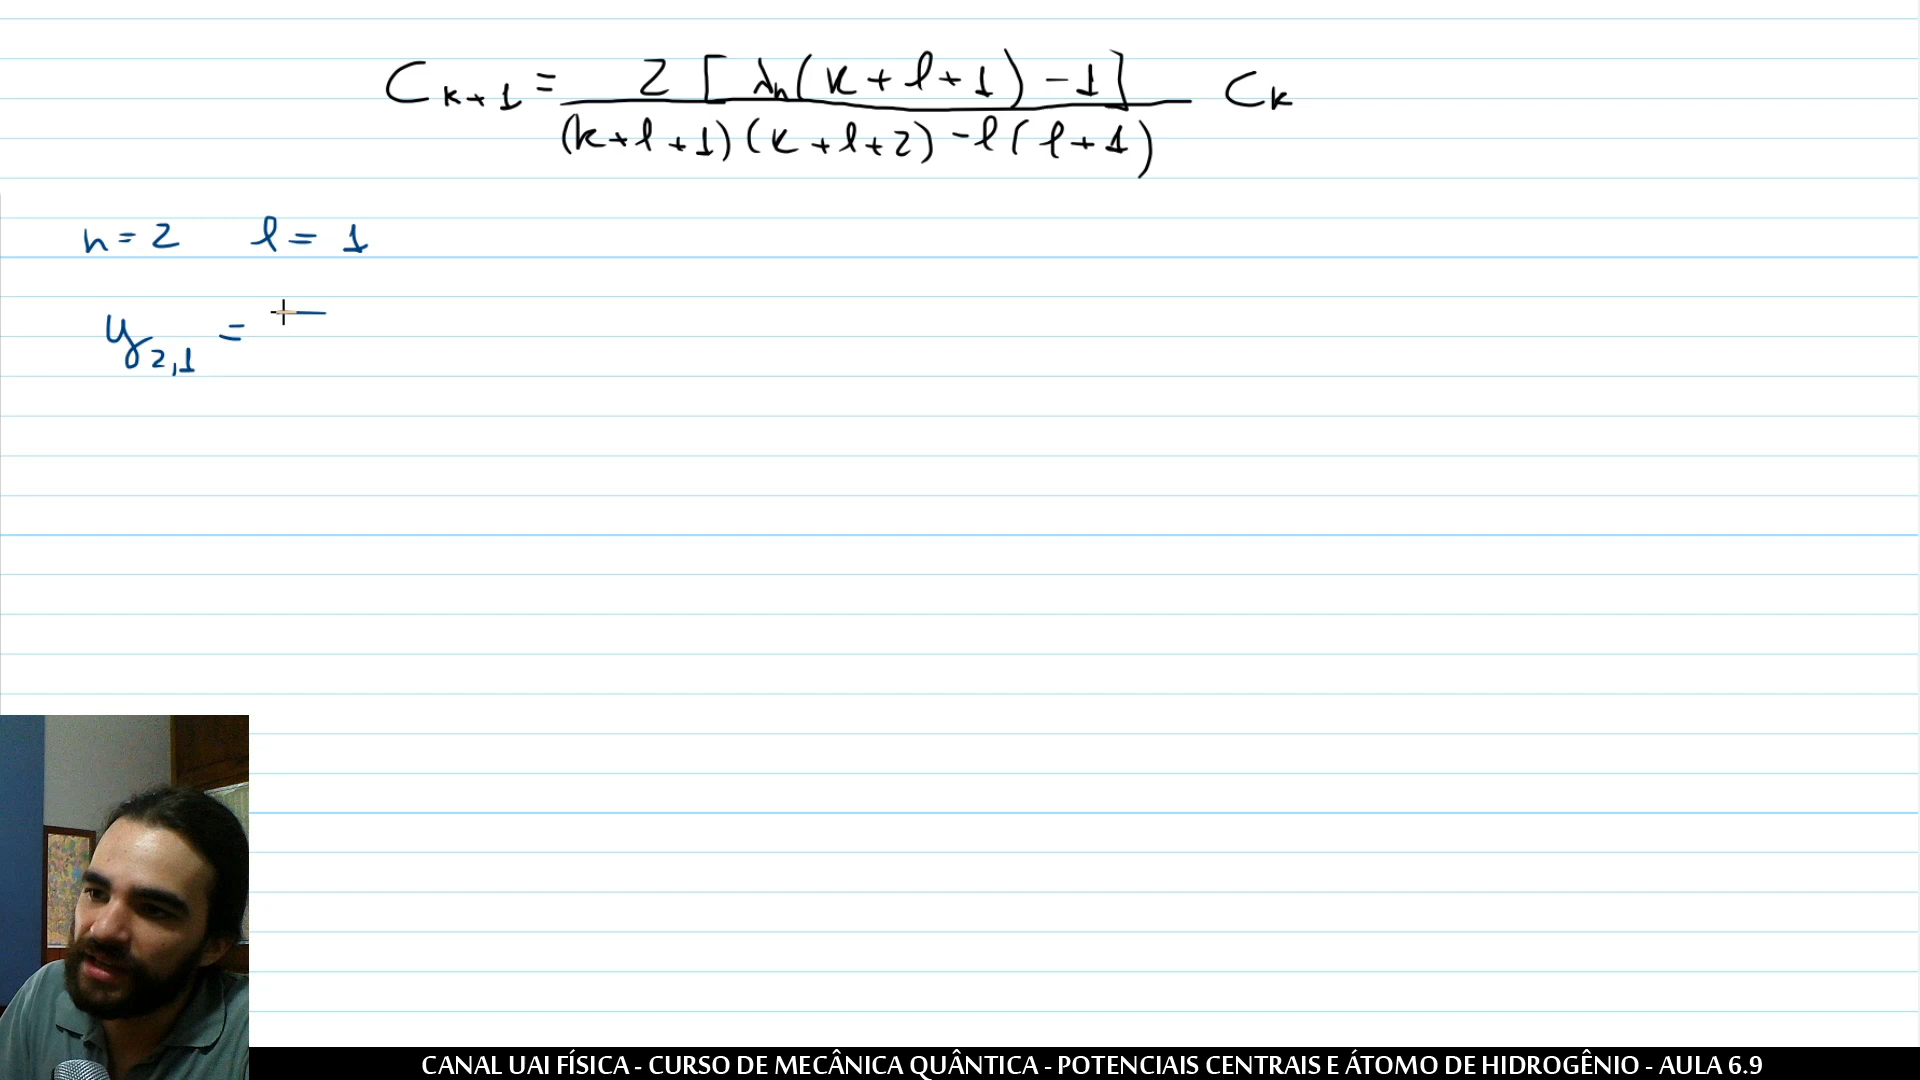 C_{k+1} = \frac{2 [λ_n(k+l+1) -1]}{(k+l+1)(k+l+2) -l(l+1)} C_k
n=2 l=1
y_{2,1} =
CANAL UAI FÍSICA - CURSO DE MECÂNICA QUÂNTICA - POTENCIAIS CENTRAIS E ÁTOMO DE HIDROGÊNIO - AULA 6.9